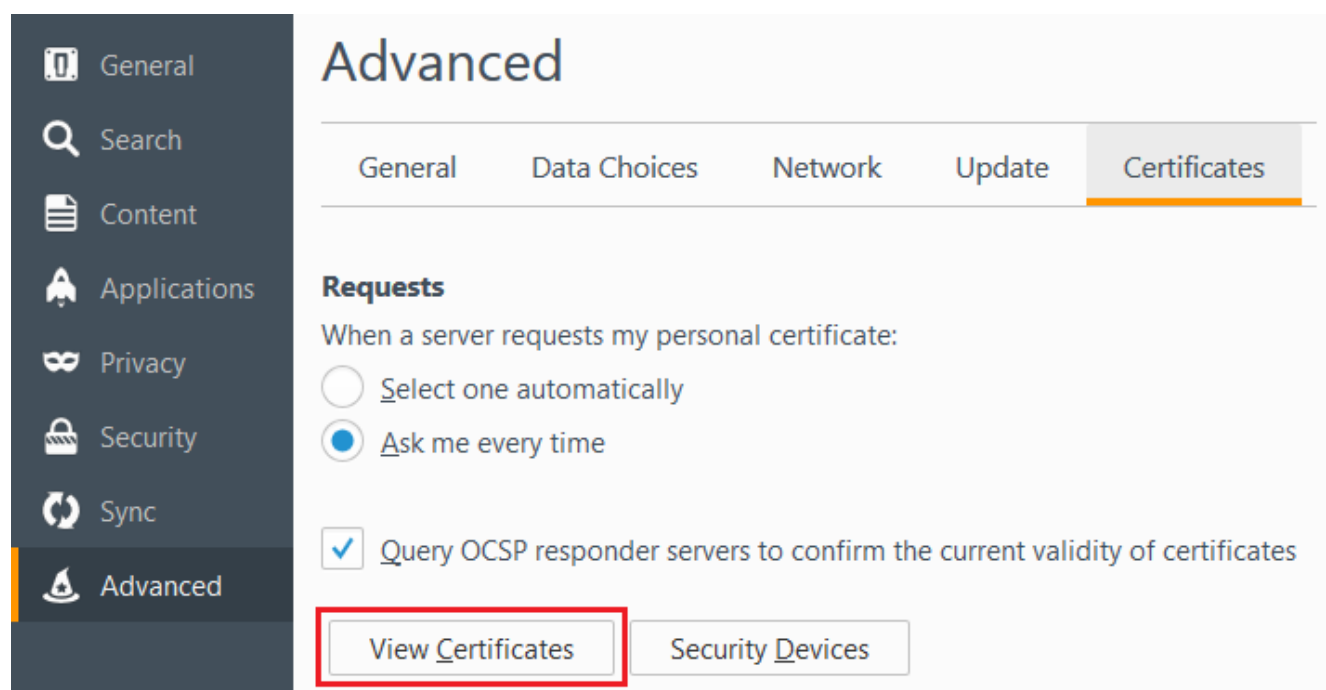 General
Search
Content
Applications
Privacy
Security
Sync
Advanced
Advanced
General Data Choices Network Update Certificates
Requests
When a server requests my personal certificate:
Select one automatically
Ask me every time
Query OCSP responder servers to confirm the current validity of certificates
View Certificates Security Devices